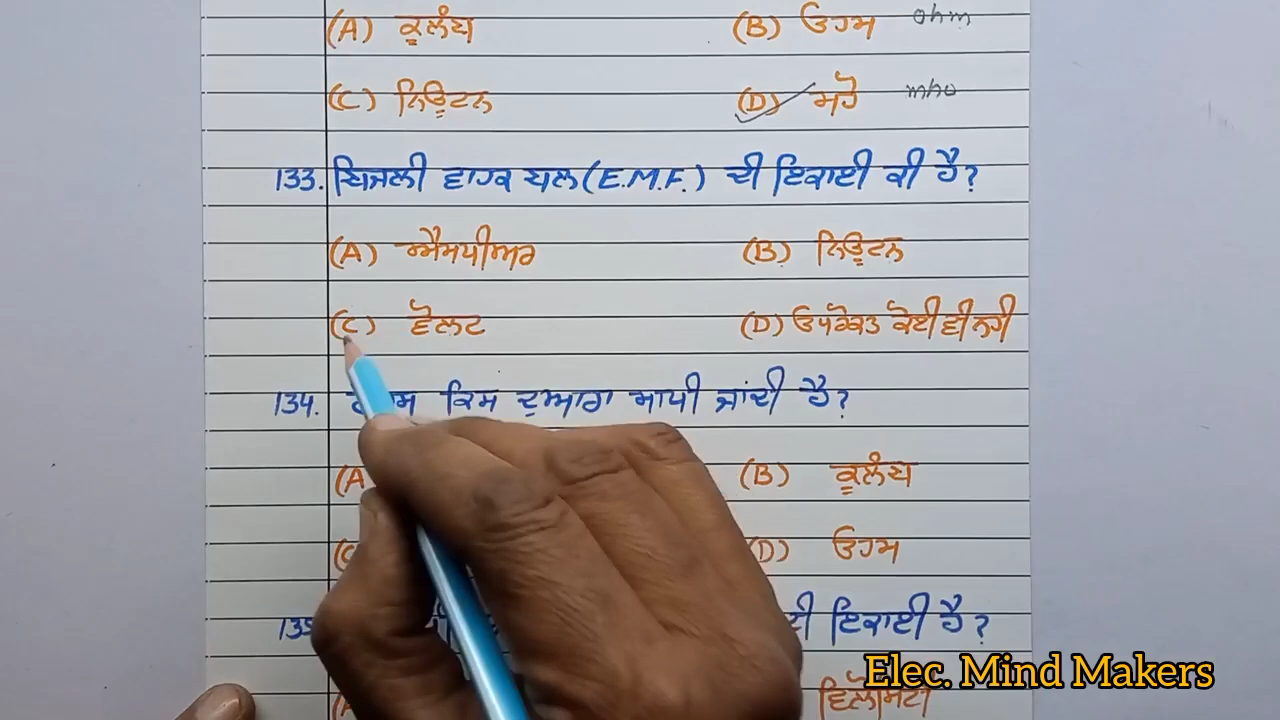 (A) ਕੂਲੰਬ (B) ਓਹਮ ohm
(C) ਨਿਊਟਨ (D) ਮਹੋ mho
133. ਬਿਜਲੀ ਵਾਹਕ ਬਲ (E.M.F.) ਦੀ ਇਕਾਈ ਕੀ ਹੈ?
(A) ਐਮਪੀਅਰ (B) ਨਿਊਟਨ
(C) ਵੋਲਟ (D) ਉਪਰੋਕਤ ਕੋਈ ਵੀ ਨਹੀ
134. ਕਿਸ ਦੁਆਰਾ ਮਾਪੀ ਜਾਂਦੀ ਹੈ?
(A (B) ਕੂਲੰਬ
(C (D) ਓਹਮ
135 ਇਕਾਈ ਹੈ?
Elec. Mind Makers